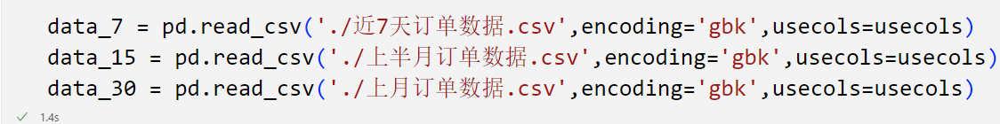 data_7 = pd.read_csv('./近7天订单数据.csv',encoding='gbk',usecols=usecols)
data_15 = pd.read_csv('./上半月订单数据.csv',encoding='gbk',usecols=usecols)
data_30 = pd.read_csv('./上月订单数据.csv',encoding='gbk',usecols=usecols)
✓ 1.4s